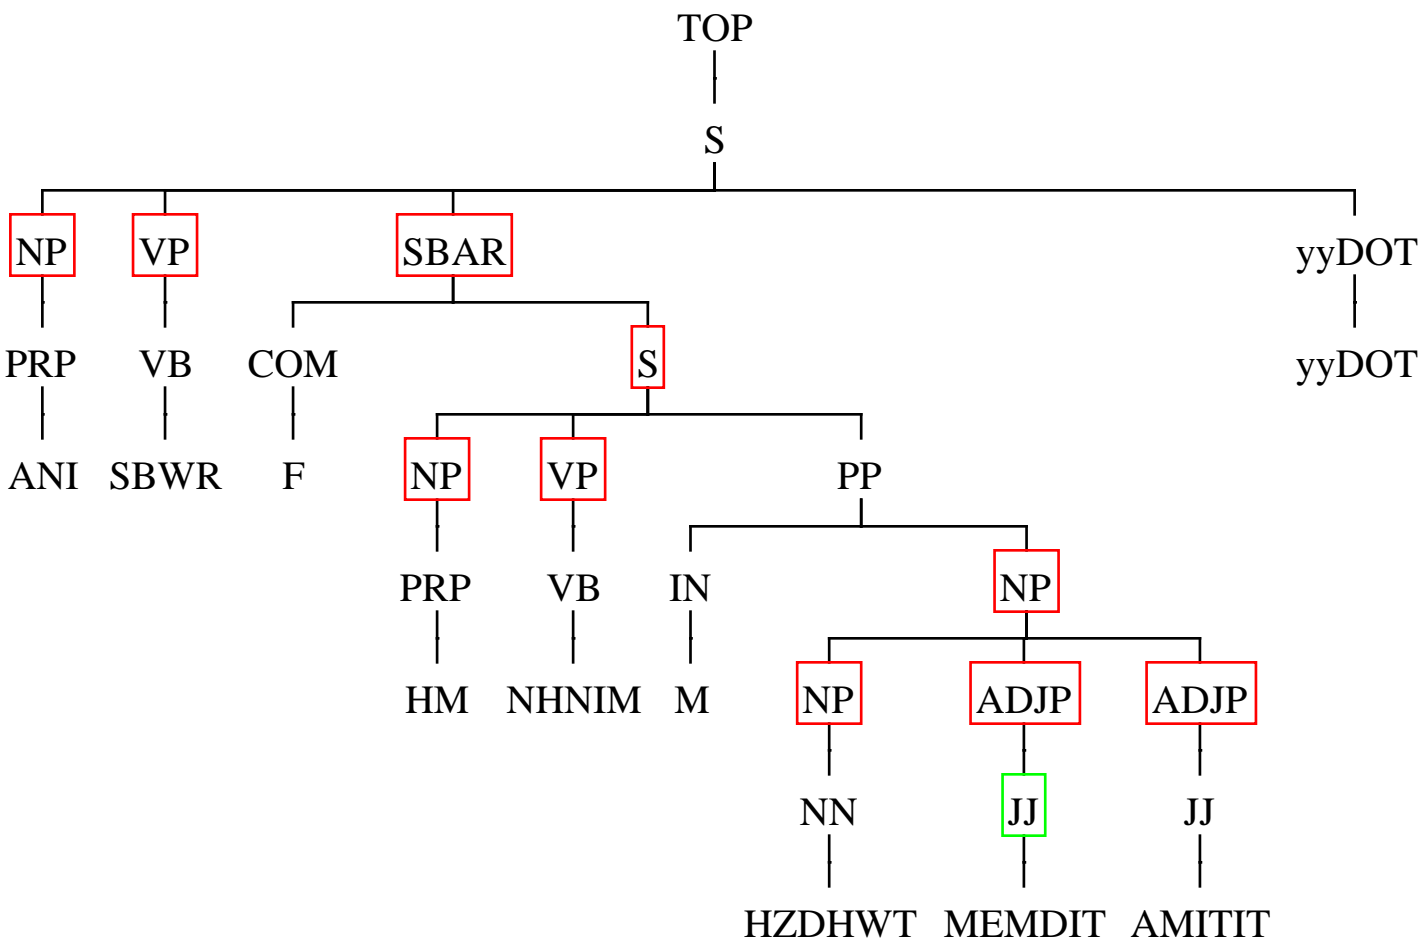 TOP
S
NP VP SBAR yyDOT
PRP VB COM S yyDOT
ANI SBWR F NP VP PP
PRP VB IN NP
HM NHNIM M NP ADJP ADJP
NN JJ JJ
HZDHWT MEMDIT AMITIT